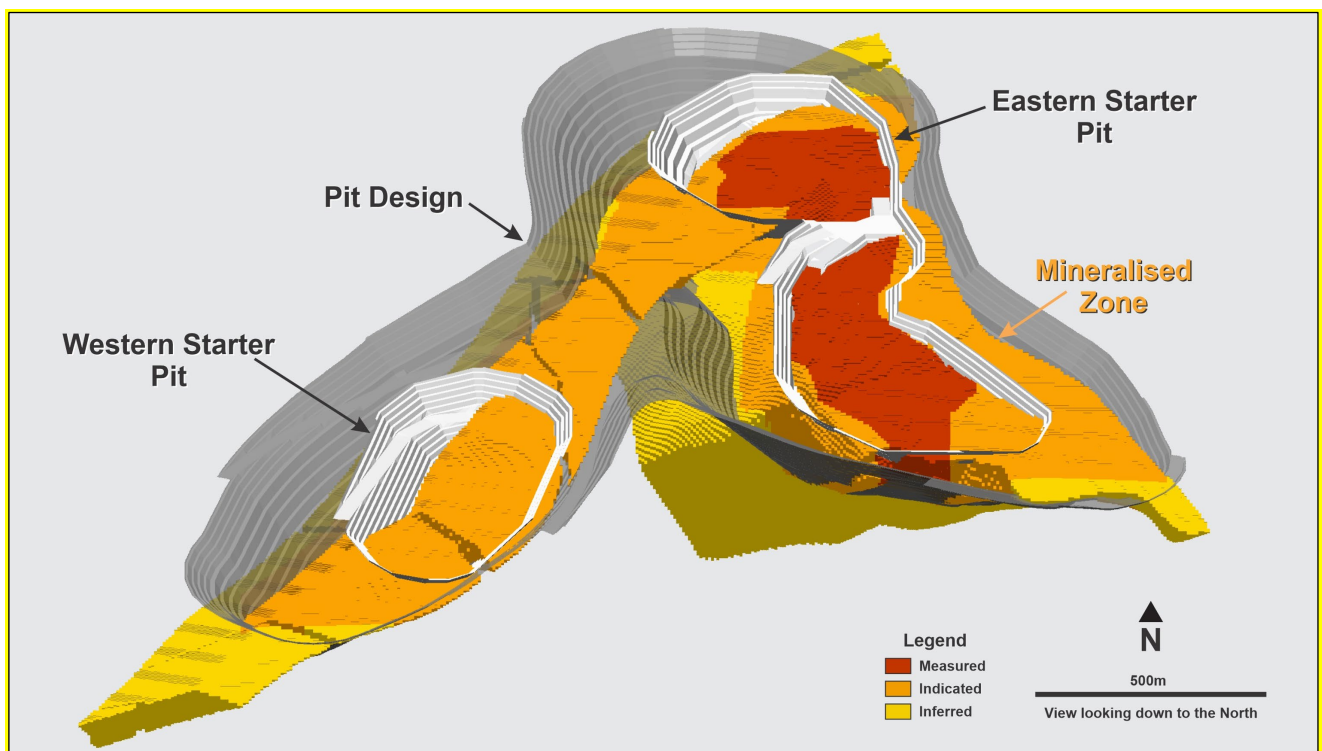 Eastern Starter
Pit
Pit Design
Mineralised
Zone
Western Starter
Pit
Legend
Measured
Indicated
Inferred
N
500m
View looking down to the North